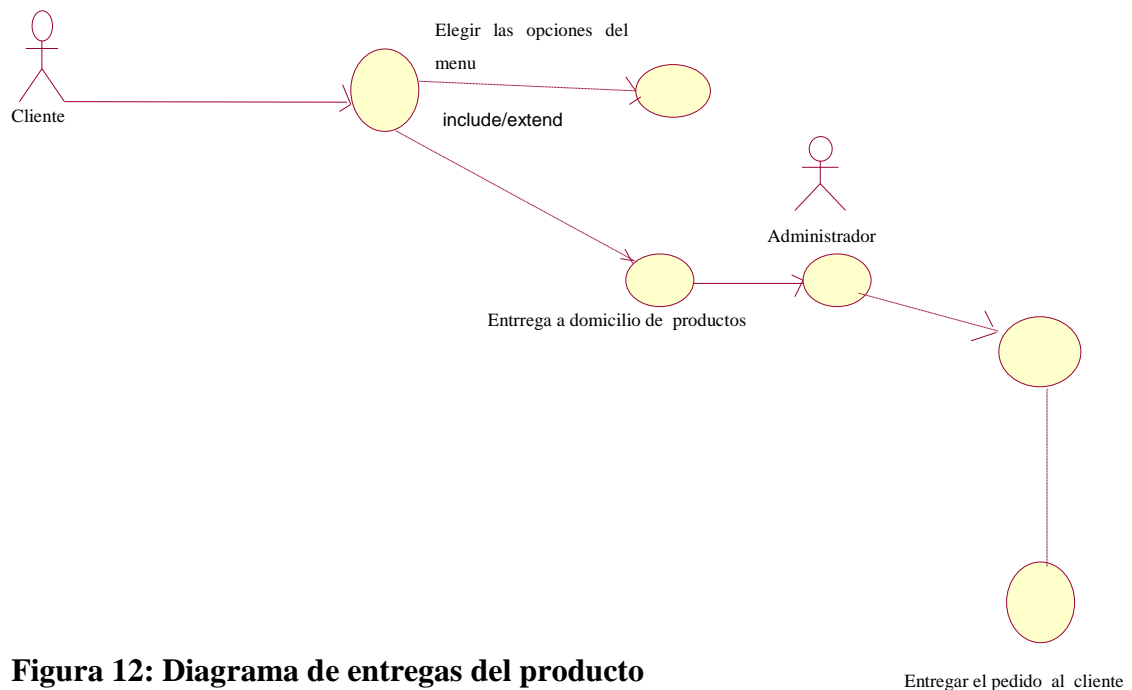 Elegir las opciones del
menu
Cliente
include/extend
Administrador
Entrrega a domicilio de productos
Figura 12: Diagrama de entregas del producto
Entregar el pedido al cliente